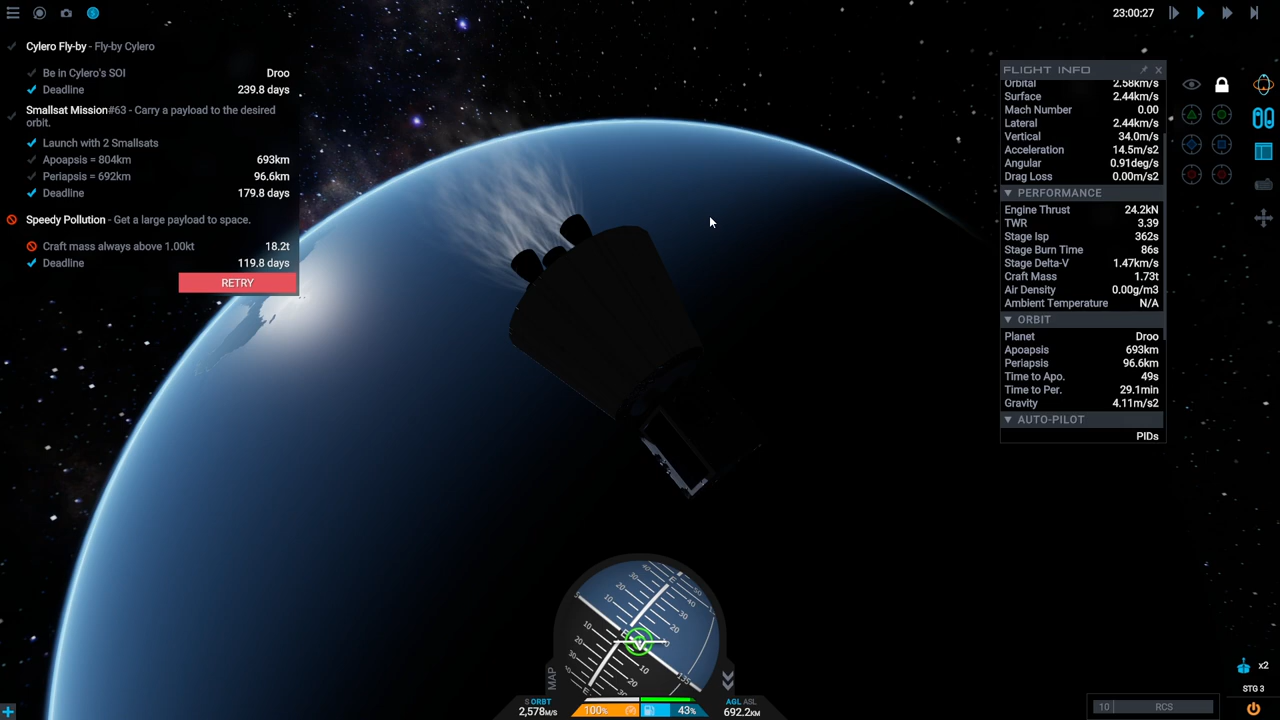 23:00:27
Cylero Fly-by - Fly-by Cylero
Be in Cylero's SOI Droo
Deadline 239.8 days
Smallsat Mission#63 - Carry a payload to the desired
orbit.
Launch with 2 Smallsats
Apoapsis = 804km 693km
Periapsis = 692km 96.6km
Deadline 179.8 days
Speedy Pollution - Get a large payload to space.
Craft mass always above 1.00kt 18.2t
Deadline 119.8 days
RETRY
FLIGHT INFO
Orbital 2.58km/s
Surface 2.44km/s
Mach Number 0.00
Lateral 2.44km/s
Vertical 34.0m/s
Acceleration 14.5m/s2
Angular 0.91deg/s
Drag Loss 0.00m/s2
PERFORMANCE
Engine Thrust 24.2kN
TWR 3.39
Stage Isp 362s
Stage Burn Time 86s
Stage Delta-V 1.47km/s
Craft Mass 1.73t
Air Density 0.00g/m3
Ambient Temperature N/A
ORBIT
Planet Droo
Apoapsis 693km
Periapsis 96.6km
Time to Apo. 49s
Time to Per. 29.1min
Gravity 4.11m/s2
AUTO-PILOT
PIDs
MAP
S ORBT
2,578M/S
100%
43%
AGL ASL
692.2KM
x2
STG 3
10 RCS